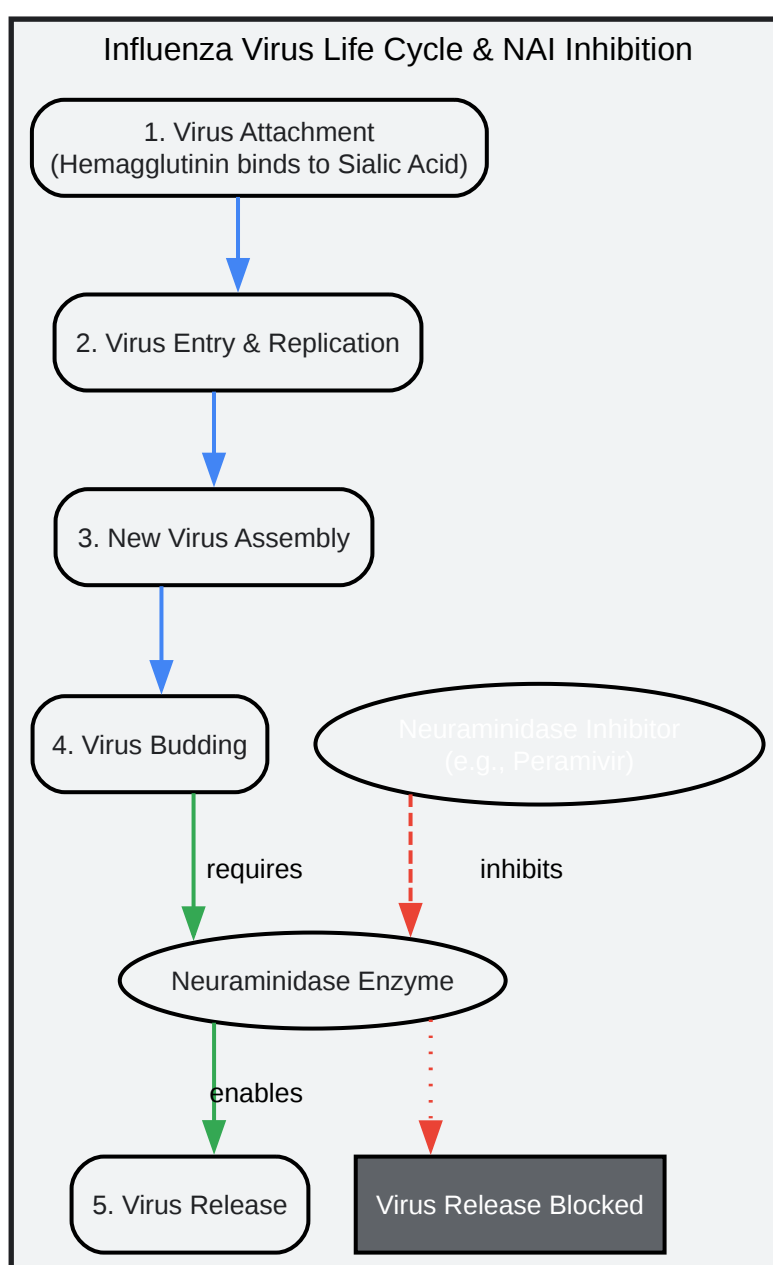 Influenza Virus Life Cycle & NAI Inhibition
1. Virus Attachment
(Hemagglutinin binds to Sialic Acid)
2. Virus Entry & Replication
3. New Virus Assembly
4. Virus Budding
Neuraminidase Inhibitor
(e.g., Peramivir)
requires
inhibits
Neuraminidase Enzyme
enables
5. Virus Release
Virus Release Blocked